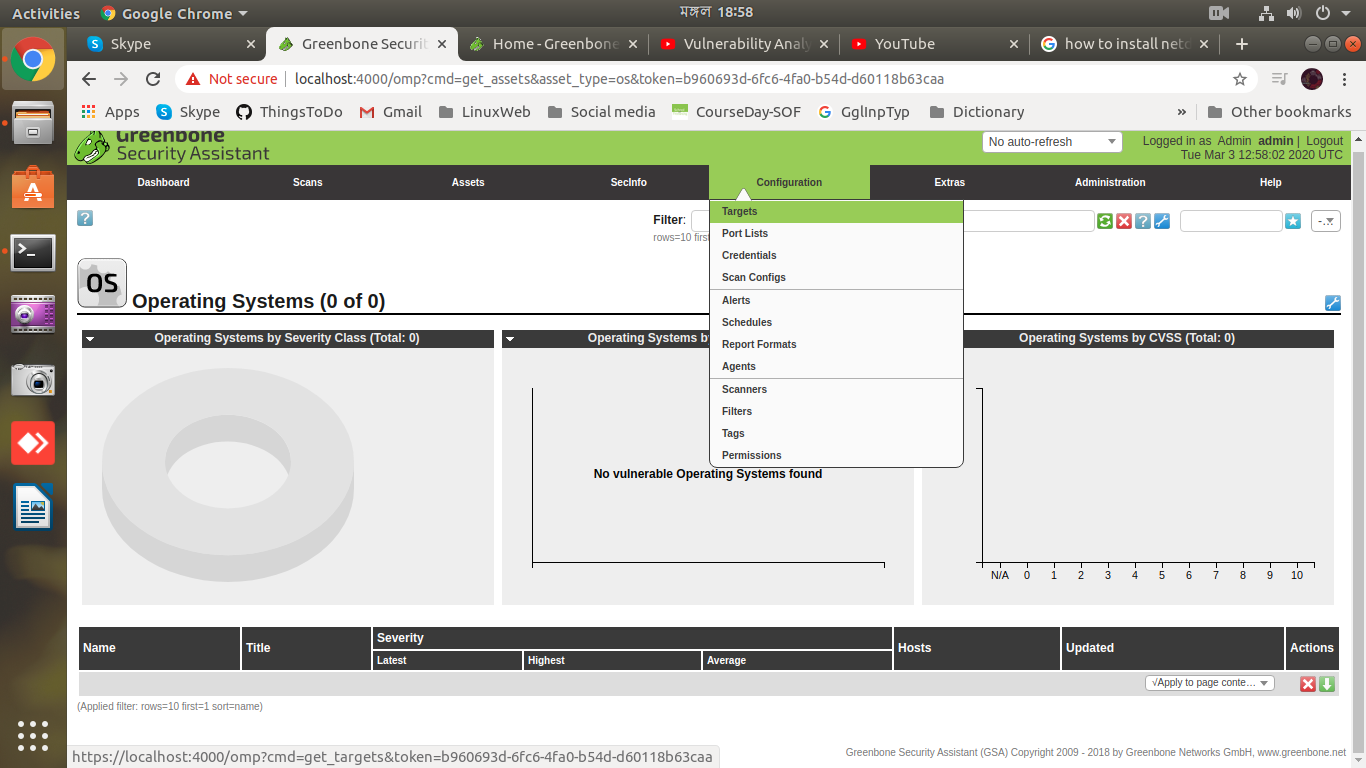 Activities Google Chrome মঙ্গল 18:58
Skype Greenbone Securit Home - Greenbone Vulnerability Analy YouTube how to install netd
Not secure localhost:4000/omp?cmd=get_assets&asset_type=os&token=b960693d-6fc6-4fa0-b54d-d60118b63caa
Apps Skype ThingsToDo Gmail LinuxWeb Social media CourseDay-SOF GglInpTyp Dictionary » Other bookmarks
Greenbone
Security Assistant
No auto-refresh
Logged in as Admin admin | Logout
Tue Mar 3 12:58:02 2020 UTC
Dashboard Scans Assets SecInfo Configuration Extras Administration Help
Targets
Port Lists
Credentials
Scan Configs
Alerts
Schedules
Report Formats
Agents
Scanners
Filters
Tags
Permissions
Filter:
rows=10 first
OS
Operating Systems (0 of 0)
Operating Systems by Severity Class (Total: 0)
Operating Systems by
No vulnerable Operating Systems found
Operating Systems by CVSS (Total: 0)
N/A 0 1 2 3 4 5 6 7 8 9 10
Name Title Severity Hosts Updated Actions
Latest Highest Average
√Apply to page conte...
(Applied filter: rows=10 first=1 sort=name)
Greenbone Security Assistant (GSA) Copyright 2009 - 2018 by Greenbone Networks GmbH, www.greenbone.net
https://localhost:4000/omp?cmd=get_targets&token=b960693d-6fc6-4fa0-b54d-d60118b63caa